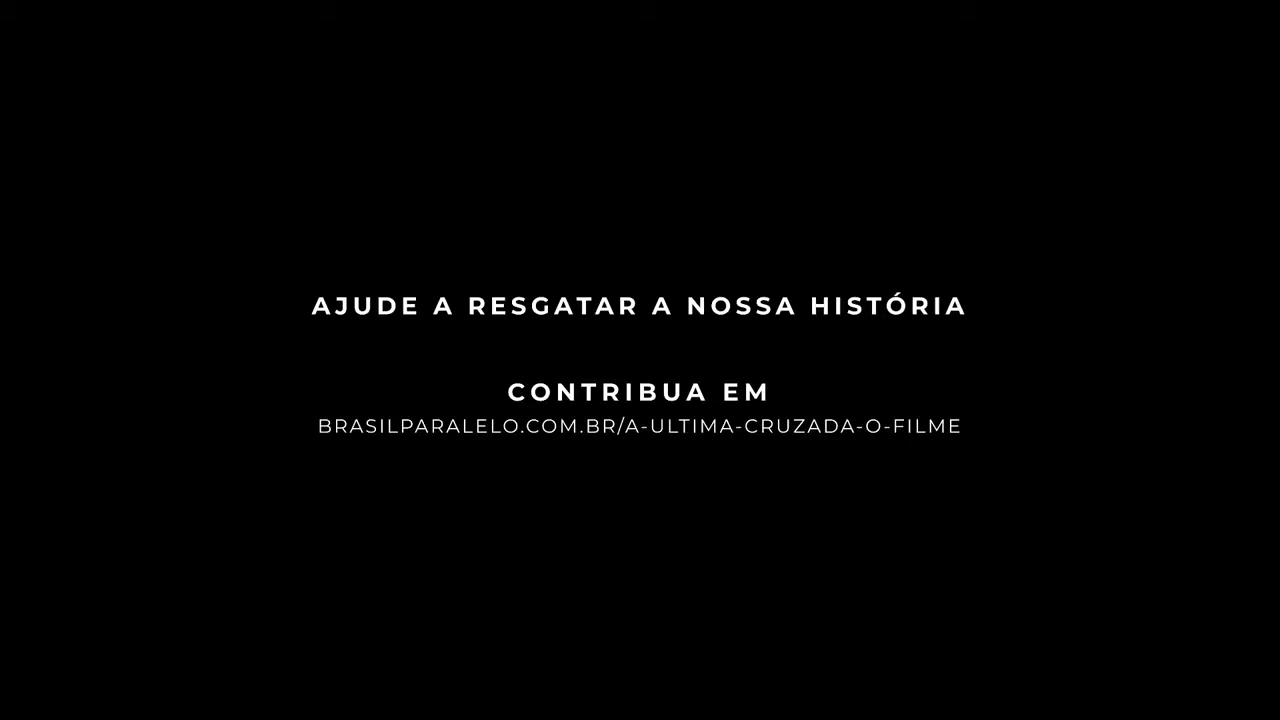 AJUDE A RESGATAR A NOSSA HISTÓRIA
CONTRIBUA EM
BRASILPARALELO.COM.BR/A-ULTIMA-CRUZADA-O-FILME